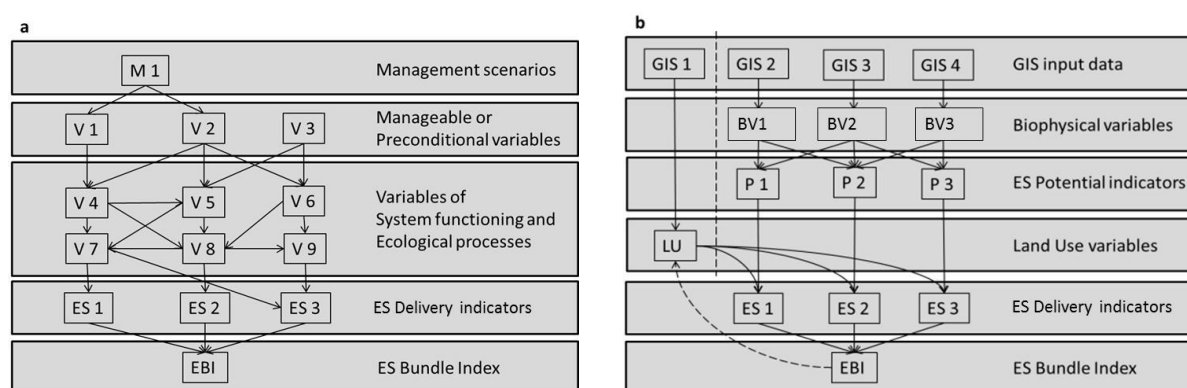 a
M 1
Management scenarios
V 1
V 2
V 3
Manageable or
Preconditional variables
V 4
V 5
V 6
Variables of
System functioning and
Ecological processes
V 7
V 8
V 9
ES 1
ES 2
ES 3
ES Delivery indicators
EBI
ES Bundle Index
b
GIS 1
GIS 2
GIS 3
GIS 4
GIS input data
BV1
BV2
BV3
Biophysical variables
P 1
P 2
P 3
ES Potential indicators
LU
Land Use variables
ES 1
ES 2
ES 3
ES Delivery indicators
EBI
ES Bundle Index